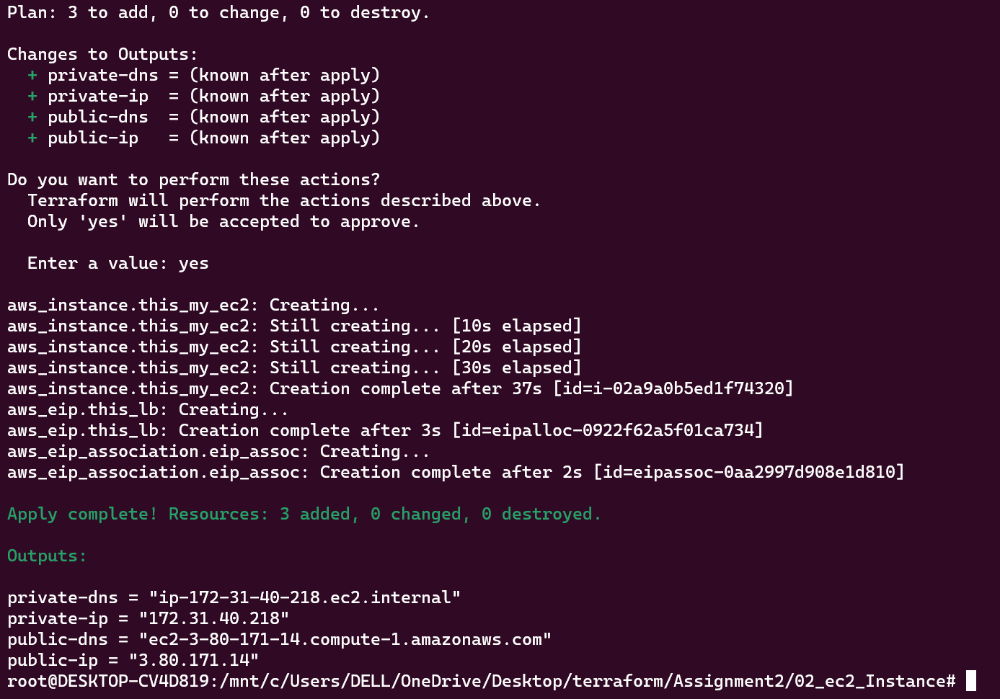 Plan: 3 to add, 0 to change, 0 to destroy.
Changes to Outputs:
  + private-dns = (known after apply)
  + private-ip  = (known after apply)
  + public-dns  = (known after apply)
  + public-ip   = (known after apply)
Do you want to perform these actions?
  Terraform will perform the actions described above.
  Only 'yes' will be accepted to approve.
  Enter a value: yes
aws_instance.this_my_ec2: Creating...
aws_instance.this_my_ec2: Still creating... [10s elapsed]
aws_instance.this_my_ec2: Still creating... [20s elapsed]
aws_instance.this_my_ec2: Still creating... [30s elapsed]
aws_instance.this_my_ec2: Creation complete after 37s [id=i-02a9a0b5ed1f74320]
aws_eip.this_lb: Creating...
aws_eip.this_lb: Creation complete after 3s [id=eipalloc-0922f62a5f01ca734]
aws_eip_association.eip_assoc: Creating...
aws_eip_association.eip_assoc: Creation complete after 2s [id=eipassoc-0aa2997d908e1d810]
Apply complete! Resources: 3 added, 0 changed, 0 destroyed.
Outputs:
private-dns = "ip-172-31-40-218.ec2.internal"
private-ip = "172.31.40.218"
public-dns = "ec2-3-80-171-14.compute-1.amazonaws.com"
public-ip = "3.80.171.14"
root@DESKTOP-CV4D819:/mnt/c/Users/DELL/OneDrive/Desktop/terraform/Assignment2/02_ec2_Instance#